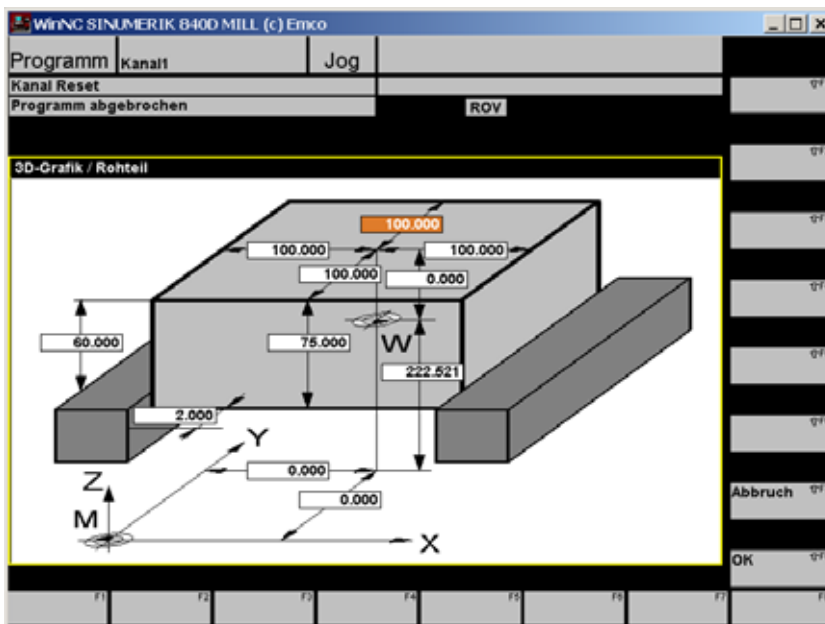 WinNC SINUMERIK 840D MILL (c) Emco
Programm Kanal1 Jog
Kanal Reset
Programm abgebrochen ROV
3D-Grafik / Rohteil
100.000
100.000 100.000
100.000 0.000
60.000 75.000 W
222.521
2.000
Y
0.000
Z
0.000
M
X
Abbruch
OK
F1 F2 F3 F4 F5 F6 F7